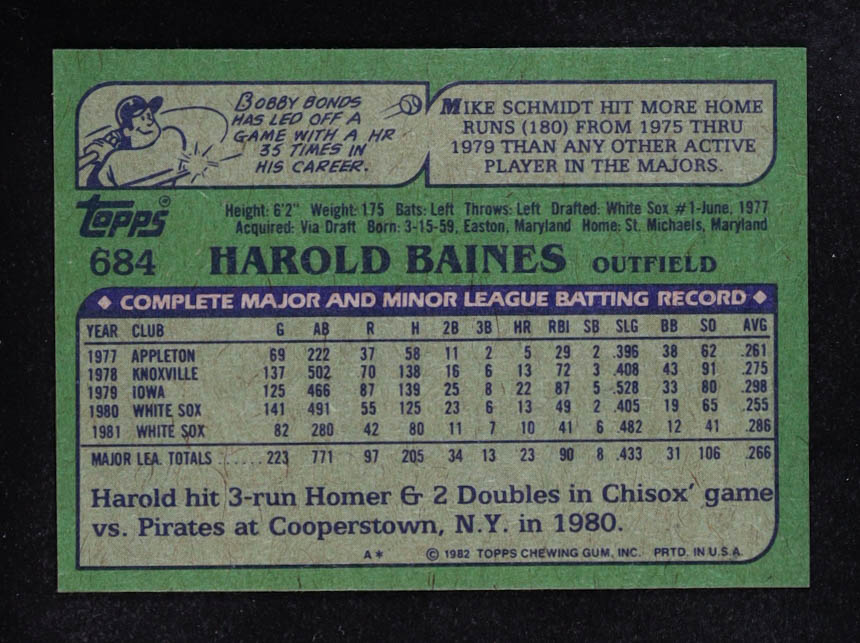 BOBBY BONDS
HAS LED OFF A
GAME WITH A HR
35 TIMES IN
HIS CAREER.
MIKE SCHMIDT HIT MORE HOME
RUNS (180) FROM 1975 THRU
1979 THAN ANY OTHER ACTIVE
PLAYER IN THE MAJORS.
Topps®
Height: 6'2" Weight: 175 Bats: Left Throws: Left Drafted: White Sox #1-June, 1977
Acquired: Via Draft Born: 3-15-59, Easton, Maryland Home: St. Michaels, Maryland
684 HAROLD BAINES OUTFIELD
◆ COMPLETE MAJOR AND MINOR LEAGUE BATTING RECORD ◆
YEAR CLUB G AB R H 2B 3B HR RBI SB SLG BB SO AVG
1977 APPLETON 69 222 37 58 11 2 5 29 2 .396 38 62 .261
1978 KNOXVILLE 137 502 70 138 16 6 13 72 3 .408 43 91 .275
1979 IOWA 125 466 87 139 25 8 22 87 5 .528 33 80 .298
1980 WHITE SOX 141 491 55 125 23 6 13 49 2 .405 19 65 .255
1981 WHITE SOX 82 280 42 80 11 7 10 41 6 .482 12 41 .286
MAJOR LEA. TOTALS ...... 223 771 97 205 34 13 23 90 8 .433 31 106 .266
Harold hit 3-run Homer & 2 Doubles in Chisox' game
vs. Pirates at Cooperstown, N.Y. in 1980.
A* © 1982 TOPPS CHEWING GUM, INC. PRTD. IN U.S.A.